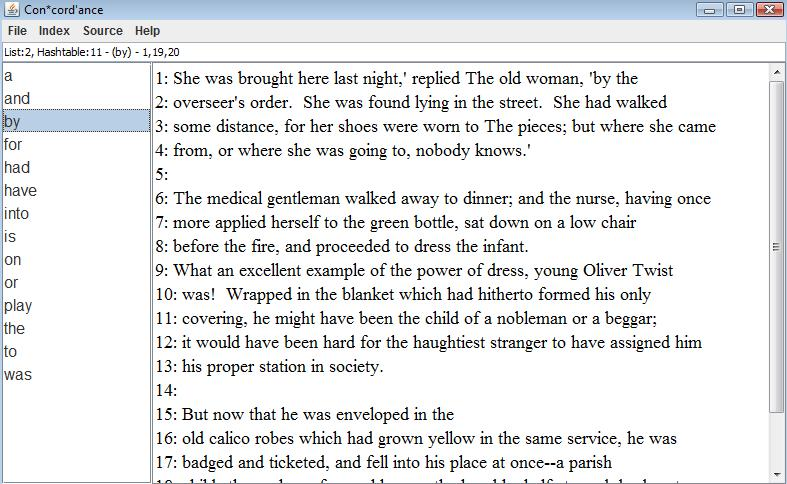 Con*cord'ance
File Index Source Help
List:2, Hashtable:11 - (by) - 1,19,20
a
and
by
for
had
have
into
is
on
or
play
the
to
was
1: She was brought here last night,' replied The old woman, 'by the
2: overseer's order.  She was found lying in the street.  She had walked
3: some distance, for her shoes were worn to The pieces; but where she came
4: from, or where she was going to, nobody knows.'
5:
6: The medical gentleman walked away to dinner; and the nurse, having once
7: more applied herself to the green bottle, sat down on a low chair
8: before the fire, and proceeded to dress the infant.
9: What an excellent example of the power of dress, young Oliver Twist
10: was!  Wrapped in the blanket which had hitherto formed his only
11: covering, he might have been the child of a nobleman or a beggar;
12: it would have been hard for the haughtiest stranger to have assigned him
13: his proper station in society.
14:
15: But now that he was enveloped in the
16: old calico robes which had grown yellow in the same service, he was
17: badged and ticketed, and fell into his place at once--a parish